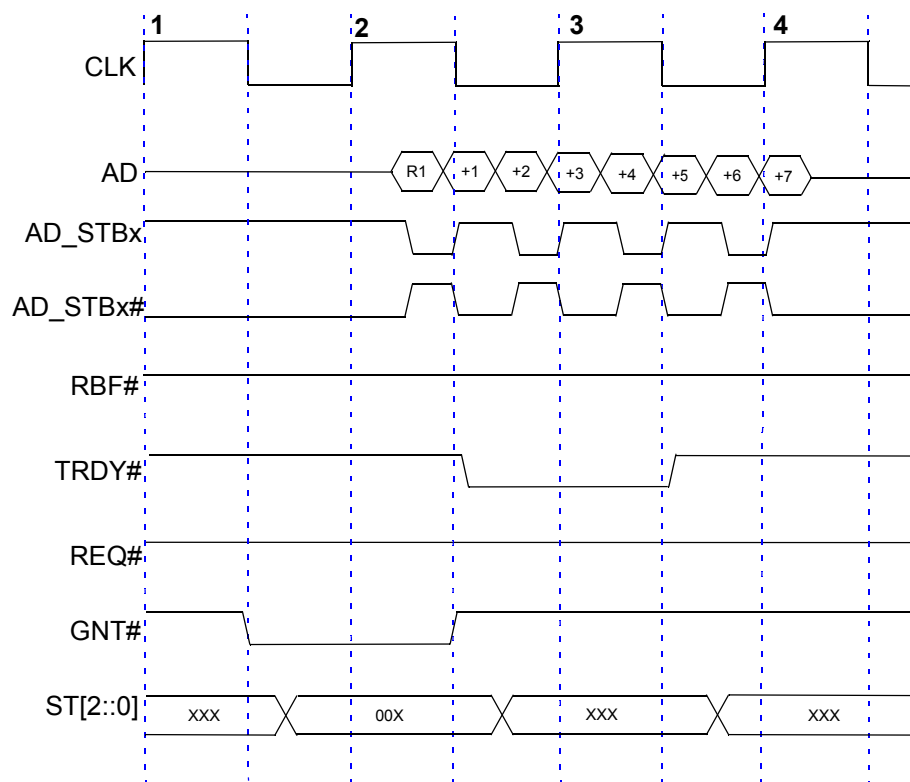 1 2 3 4
CLK
AD R1 +1 +2 +3 +4 +5 +6 +7
AD_STBx
AD_STBx#
RBF#
TRDY#
REQ#
GNT#
ST[2::0] XXX 00X XXX XXX